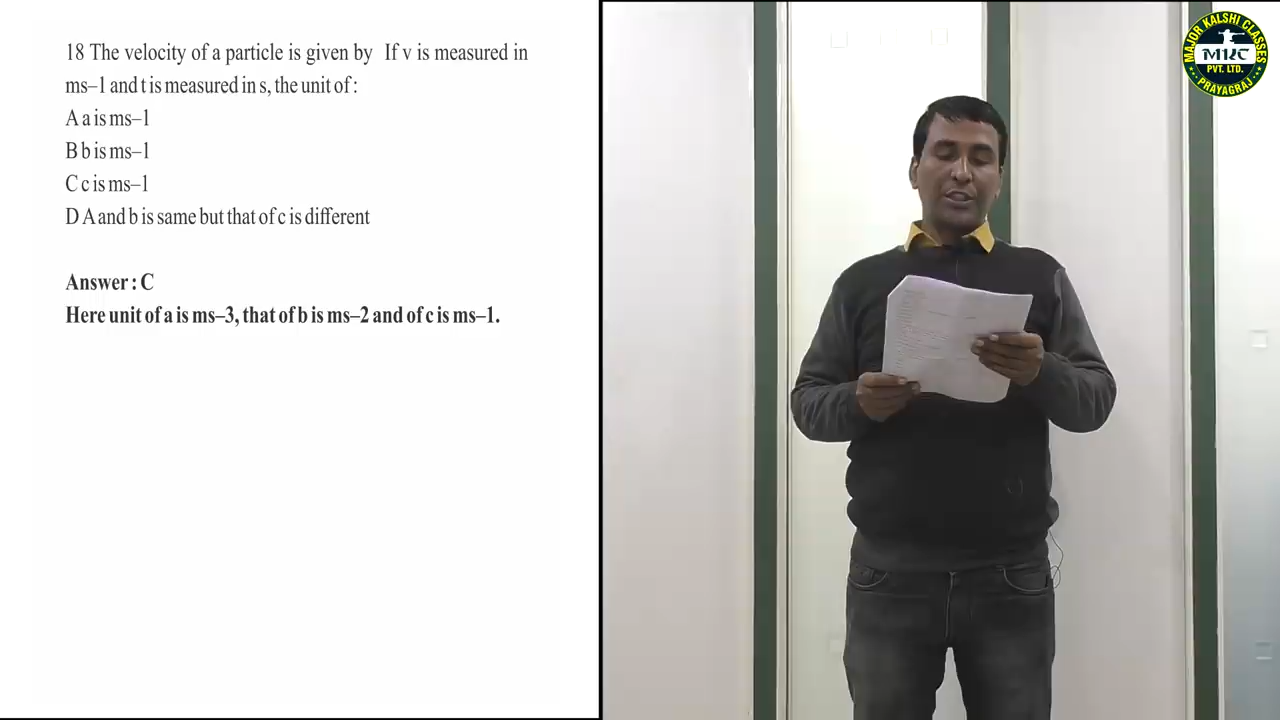 18 The velocity of a particle is given by If v is measured in
ms–1 and t is measured in s, the unit of :
A a is ms–1
B b is ms–1
C c is ms–1
D A and b is same but that of c is different
Answer : C
Here unit of a is ms–3, that of b is ms–2 and of c is ms–1.
MAJOR KALSHI CLASSES
MKC
PVT. LTD.
PRAYAGRAJ